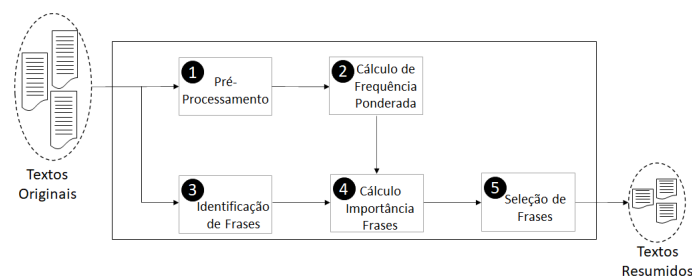 Textos
Originais
1
Pré-
Processamento
2
Cálculo de
Frequência
Ponderada
3
Identificação
de Frases
4
Cálculo
Importância
Frases
5
Seleção de
Frases
Textos
Resumidos